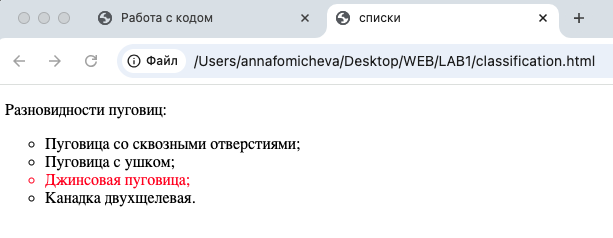 Работа с кодом
списки
Файл /Users/annafomicheva/Desktop/WEB/LAB1/classification.html
Разновидности пуговиц:
Пуговица со сквозными отверстиями;
Пуговица с ушком;
Джинсовая пуговица;
Канадка двухщелевая.